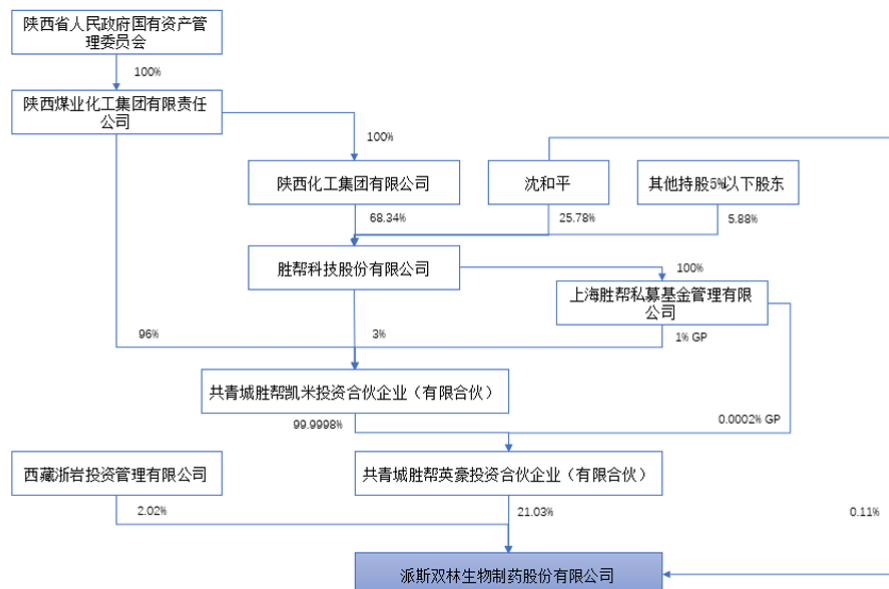 陕西省人民政府国有资产管
理委员会
100%
陕西煤业化工集团有限责任
公司
100%
陕西化工集团有限公司
沈和平
其他持股5%以下股东
68.34%
25.78%
5.88%
胜帮科技股份有限公司
100%
上海胜帮私募基金管理有限
公司
96%
3%
1% GP
共青城胜帮凯米投资合伙企业（有限合伙）
99.9998%
0.0002% GP
西藏浙岩投资管理有限公司
共青城胜帮英豪投资合伙企业（有限合伙）
2.02%
21.03%
0.11%
派斯双林生物制药股份有限公司